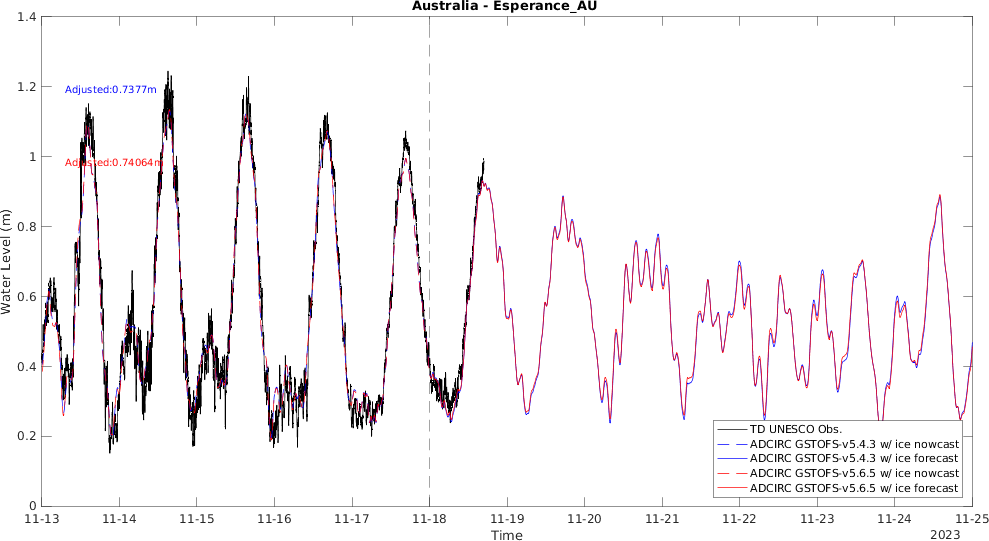 Australia - Esperance_AU
1.4
1.2
1
0.8
0.6
0.4
0.2
0
Water Level (m)
Adjusted:0.7377m
Adjusted:0.74064m
TD UNESCO Obs.
ADCIRC GSTOFS-v5.4.3 w/ ice nowcast
ADCIRC GSTOFS-v5.4.3 w/ ice forecast
ADCIRC GSTOFS-v5.6.5 w/ ice nowcast
ADCIRC GSTOFS-v5.6.5 w/ ice forecast
11-13 11-14 11-15 11-16 11-17 11-18 11-19 11-20 11-21 11-22 11-23 11-24 11-25
Time
2023